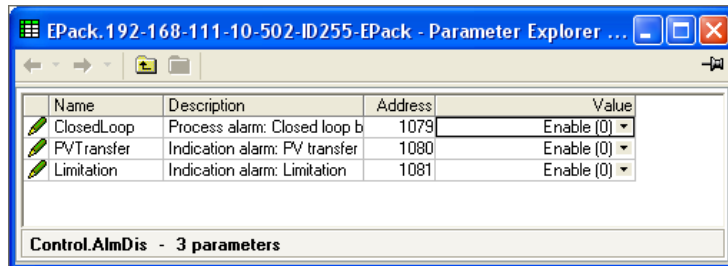 EPack.192-168-111-10-502-ID255-EPack - Parameter Explorer ...
Name Description Address Value
ClosedLoop Process alarm: Closed loop b 1079 Enable (0)
PVTransfer Indication alarm: PV transfer 1080 Enable (0)
Limitation Indication alarm: Limitation 1081 Enable (0)
Control.AlmDis - 3 parameters